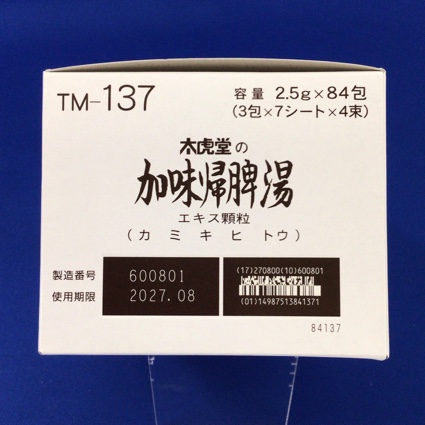 TM-137
容量 2.5g×84包
(3包×7シート×4束)
太虎堂の
加味帰脾湯
エキス顆粒
(カミキヒトウ)
製造番号 600801
使用期限 2027.08
(17)270800(10)600801
(01)14987513841371
84137